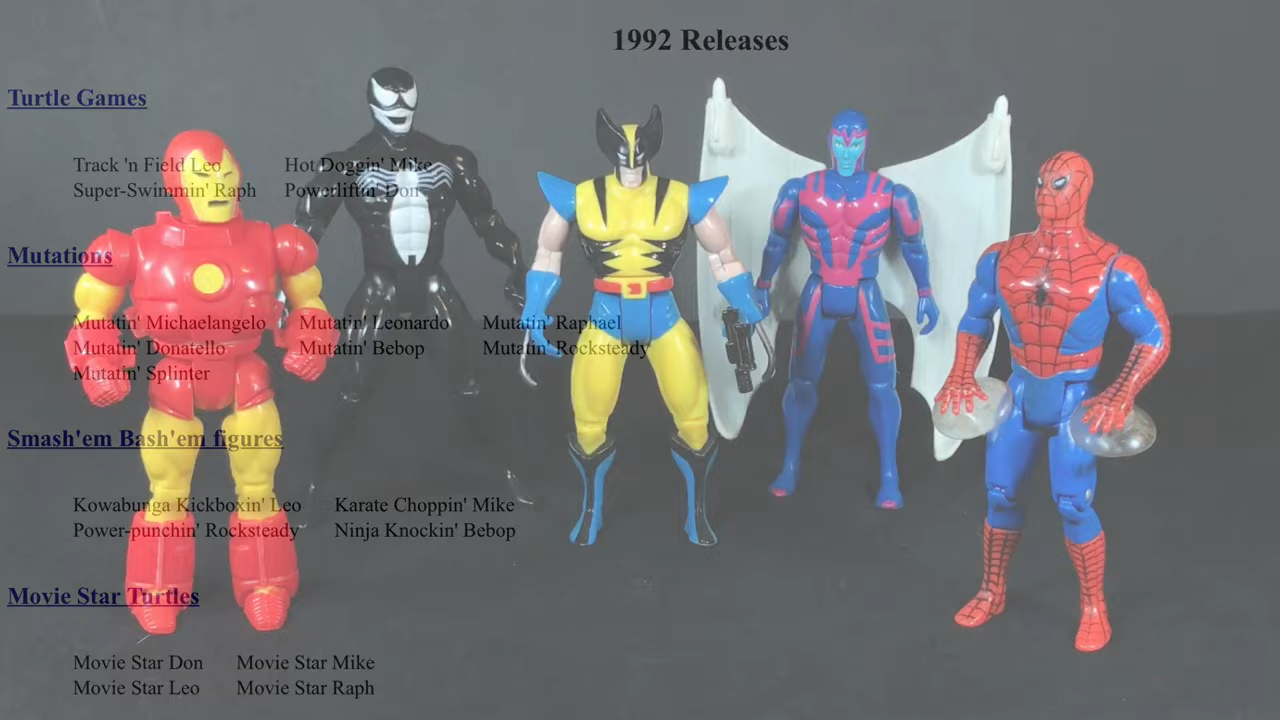 1992 Releases
Turtle Games
Track 'n Field Leo Hot Doggin' Mike
Super-Swimmin' Raph Powerliftin' Don
Mutations
Mutatin' Michaelangelo Mutatin' Leonardo Mutatin' Raphael
Mutatin' Donatello Mutatin' Bebop Mutatin' Rocksteady
Mutatin' Splinter
Smash'em Bash'em figures
Kowabunga Kickboxin' Leo Karate Choppin' Mike
Power-punchin' Rocksteady Ninja Knockin' Bebop
Movie Star Turtles
Movie Star Don Movie Star Mike
Movie Star Leo Movie Star Raph